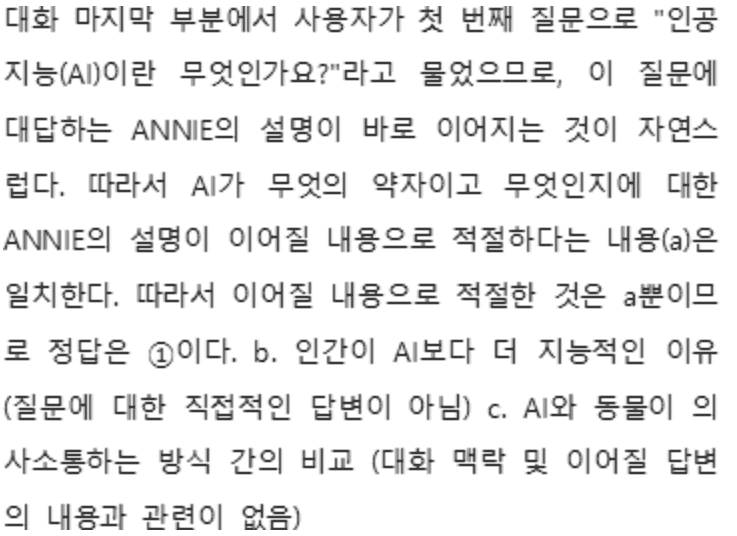 대화 마지막 부분에서 사용자가 첫 번째 질문으로 "인공
지능(AI)이란 무엇인가요?"라고 물었으므로, 이 질문에
대답하는 ANNIE의 설명이 바로 이어지는 것이 자연스
럽다. 따라서 AI가 무엇의 약자이고 무엇인지에 대한
ANNIE의 설명이 이어질 내용으로 적절하다는 내용(a)은
일치한다. 따라서 이어질 내용으로 적절한 것은 a뿐이므
로 정답은 ①이다. b. 인간이 AI보다 더 지능적인 이유
(질문에 대한 직접적인 답변이 아님) c. AI와 동물이 의
사소통하는 방식 간의 비교 (대화 맥락 및 이어질 답변
의 내용과 관련이 없음)